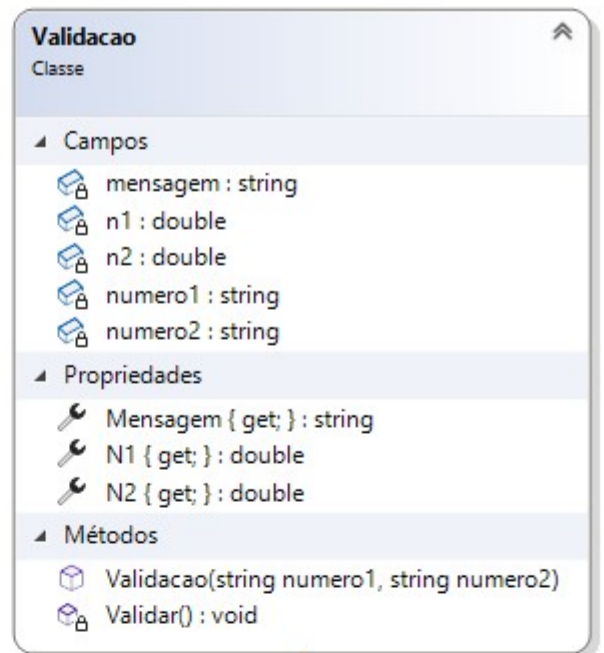 Validacao
Classe
Campos
mensagem : string
n1 : double
n2 : double
numero1 : string
numero2 : string
Propriedades
Mensagem { get; } : string
N1 { get; } : double
N2 { get; } : double
Métodos
Validacao(string numero1, string numero2)
Validar() : void